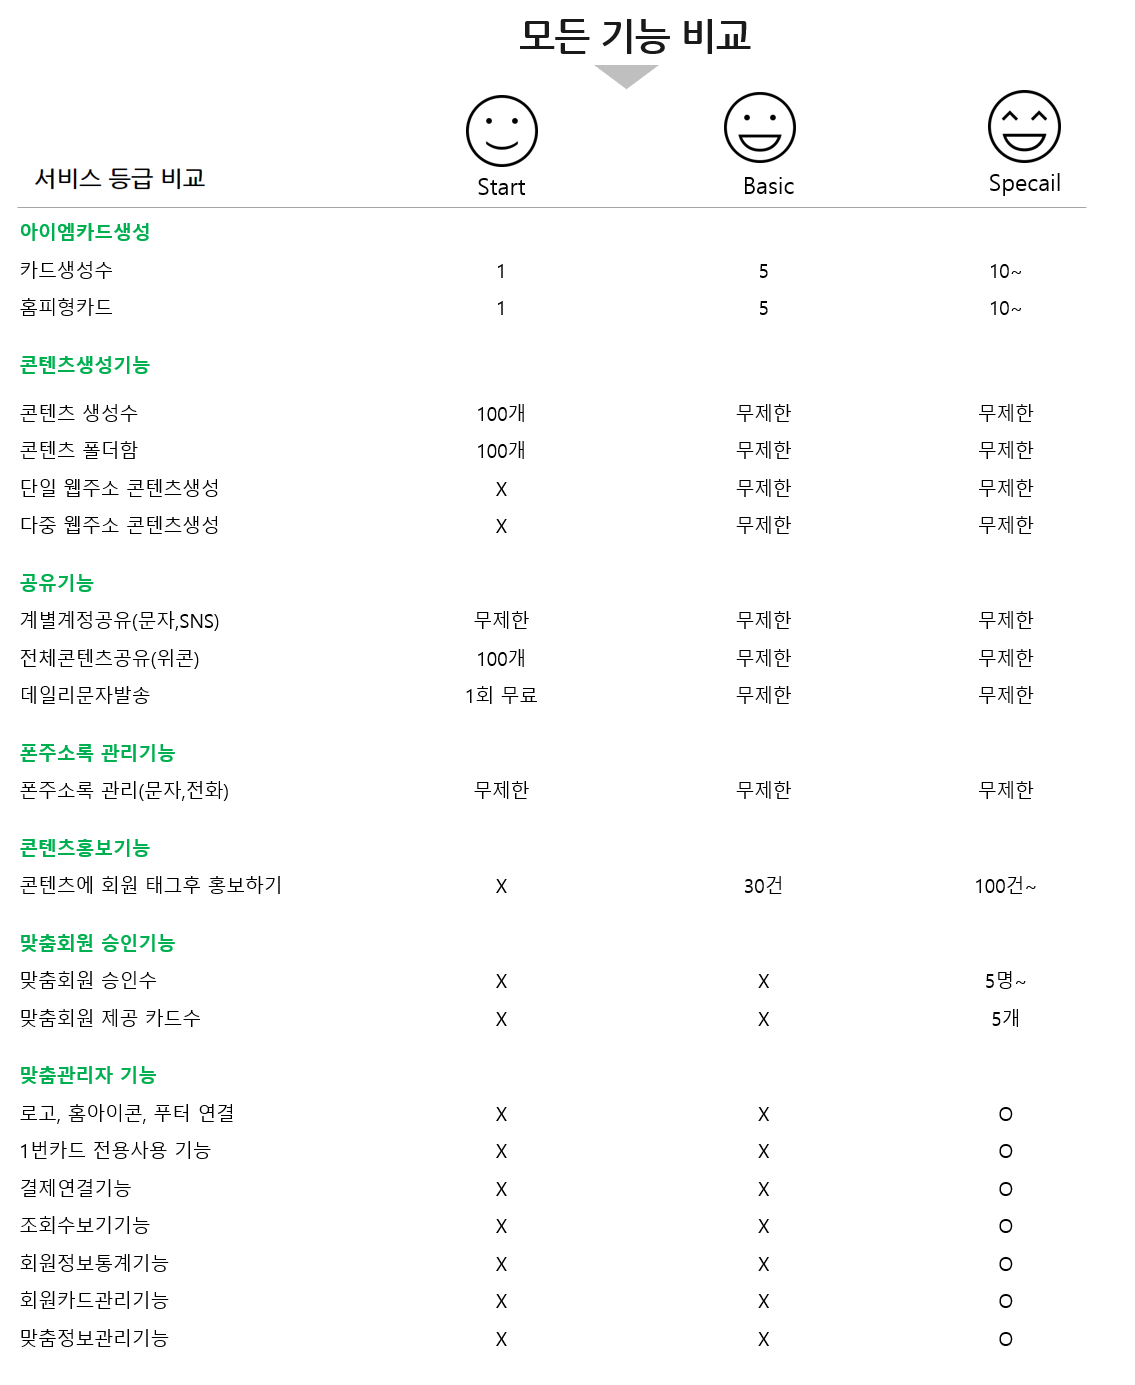 모든 기능 비교
서비스 등급 비교 Start Basic Specail
아이엠카드생성
카드생성수 1 5 10~
홈피형카드 1 5 10~
콘텐츠생성기능
콘텐츠 생성수 100개 무제한 무제한
콘텐츠 폴더함 100개 무제한 무제한
단일 웹주소 콘텐츠생성 X 무제한 무제한
다중 웹주소 콘텐츠생성 X 무제한 무제한
공유기능
계별계정공유(문자,SNS) 무제한 무제한 무제한
전체콘텐츠공유(위콘) 100개 무제한 무제한
데일리문자발송 1회 무료 무제한 무제한
폰주소록 관리기능
폰주소록 관리(문자,전화) 무제한 무제한 무제한
콘텐츠홍보기능
콘텐츠에 회원 태그후 홍보하기 X 30건 100건~
맞춤회원 승인기능
맞춤회원 승인수 X X 5명~
맞춤회원 제공 카드수 X X 5개
맞춤관리자 기능
로고, 홈아이콘, 푸터 연결 X X O
1번카드 전용사용 기능 X X O
결제연결기능 X X O
조회수보기기능 X X O
회원정보통계기능 X X O
회원카드관리기능 X X O
맞춤정보관리기능 X X O